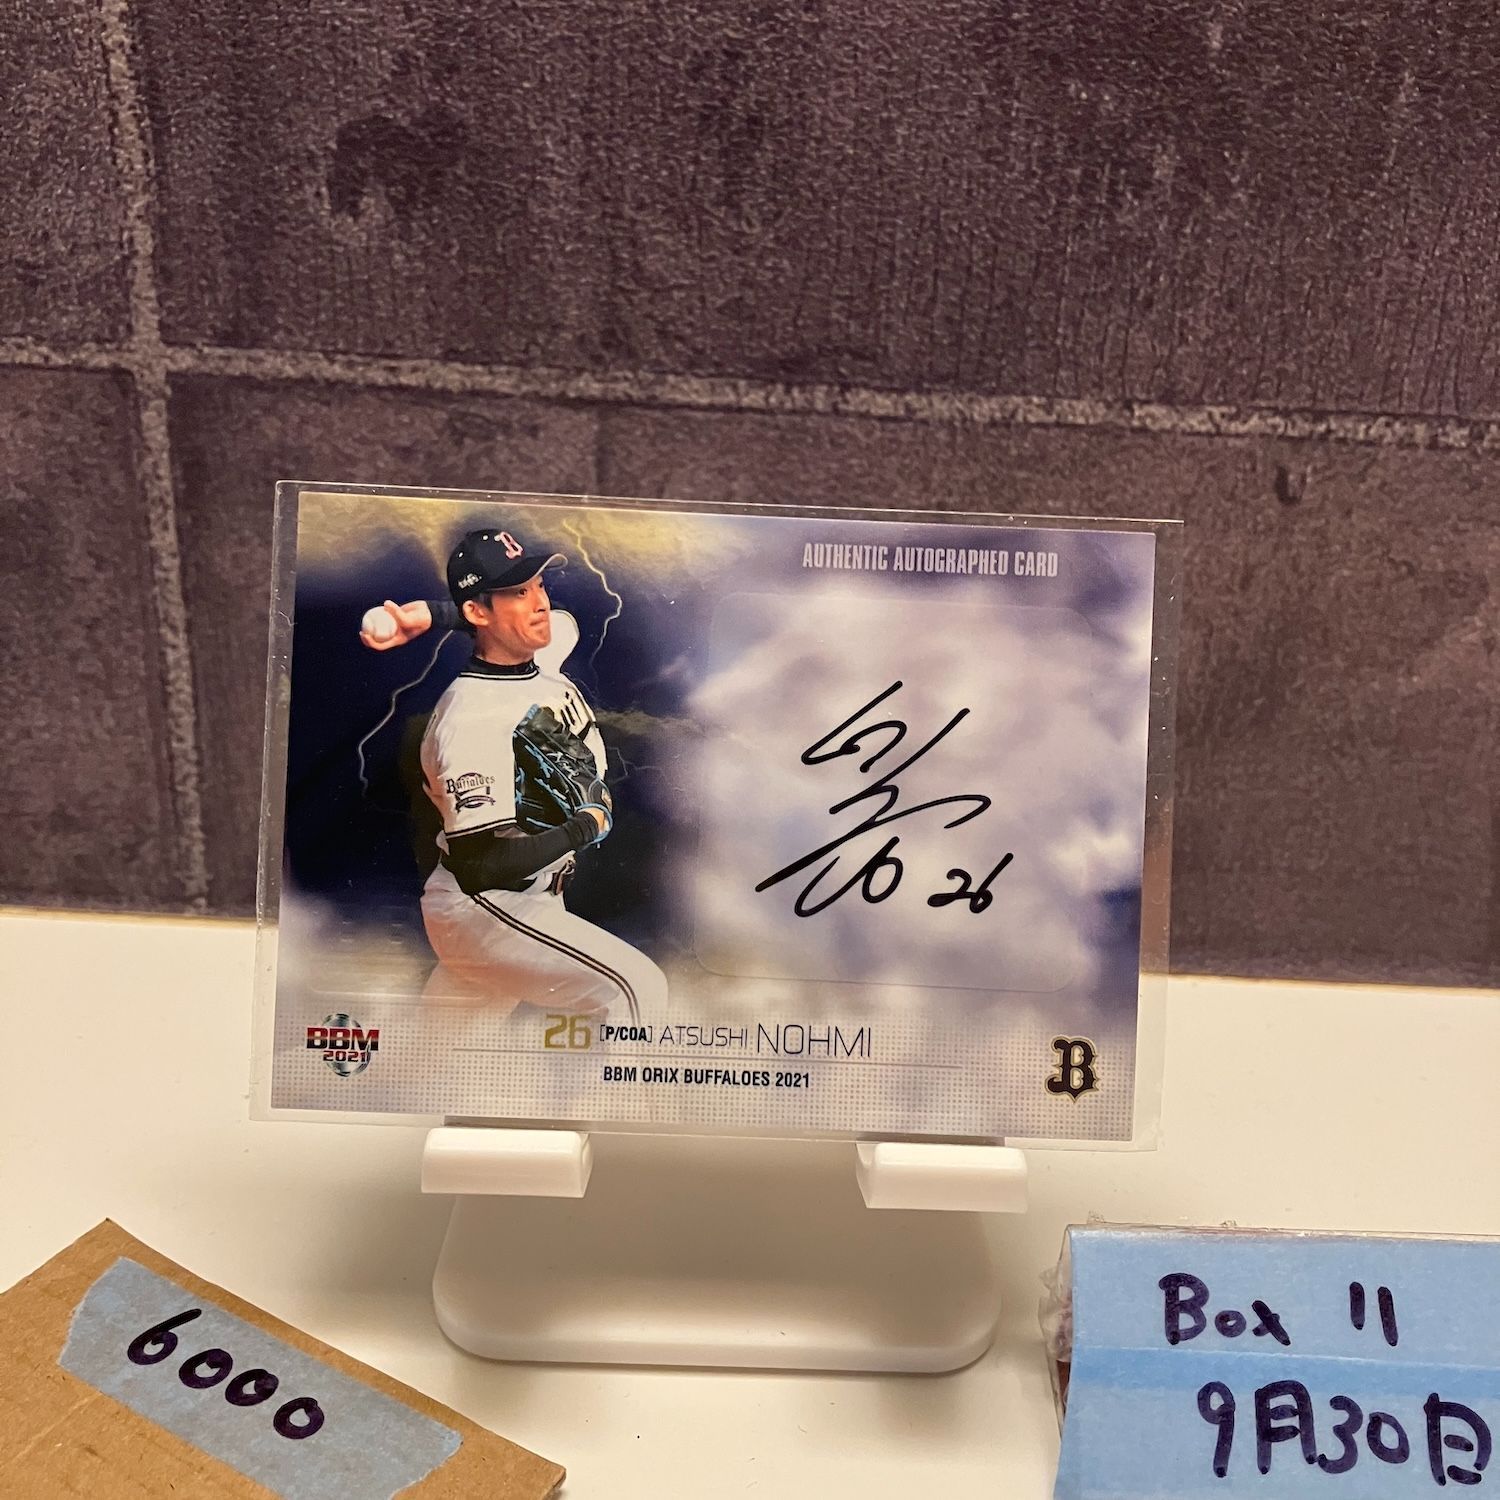 AUTHENTIC AUTOGRAPHED CARD
B
Buffaloes
26
26 [P/COA] ATSUSHI NOHMI
BBM ORIX BUFFALOES 2021
BBM
2021
B
6000
Box 11
9月30日